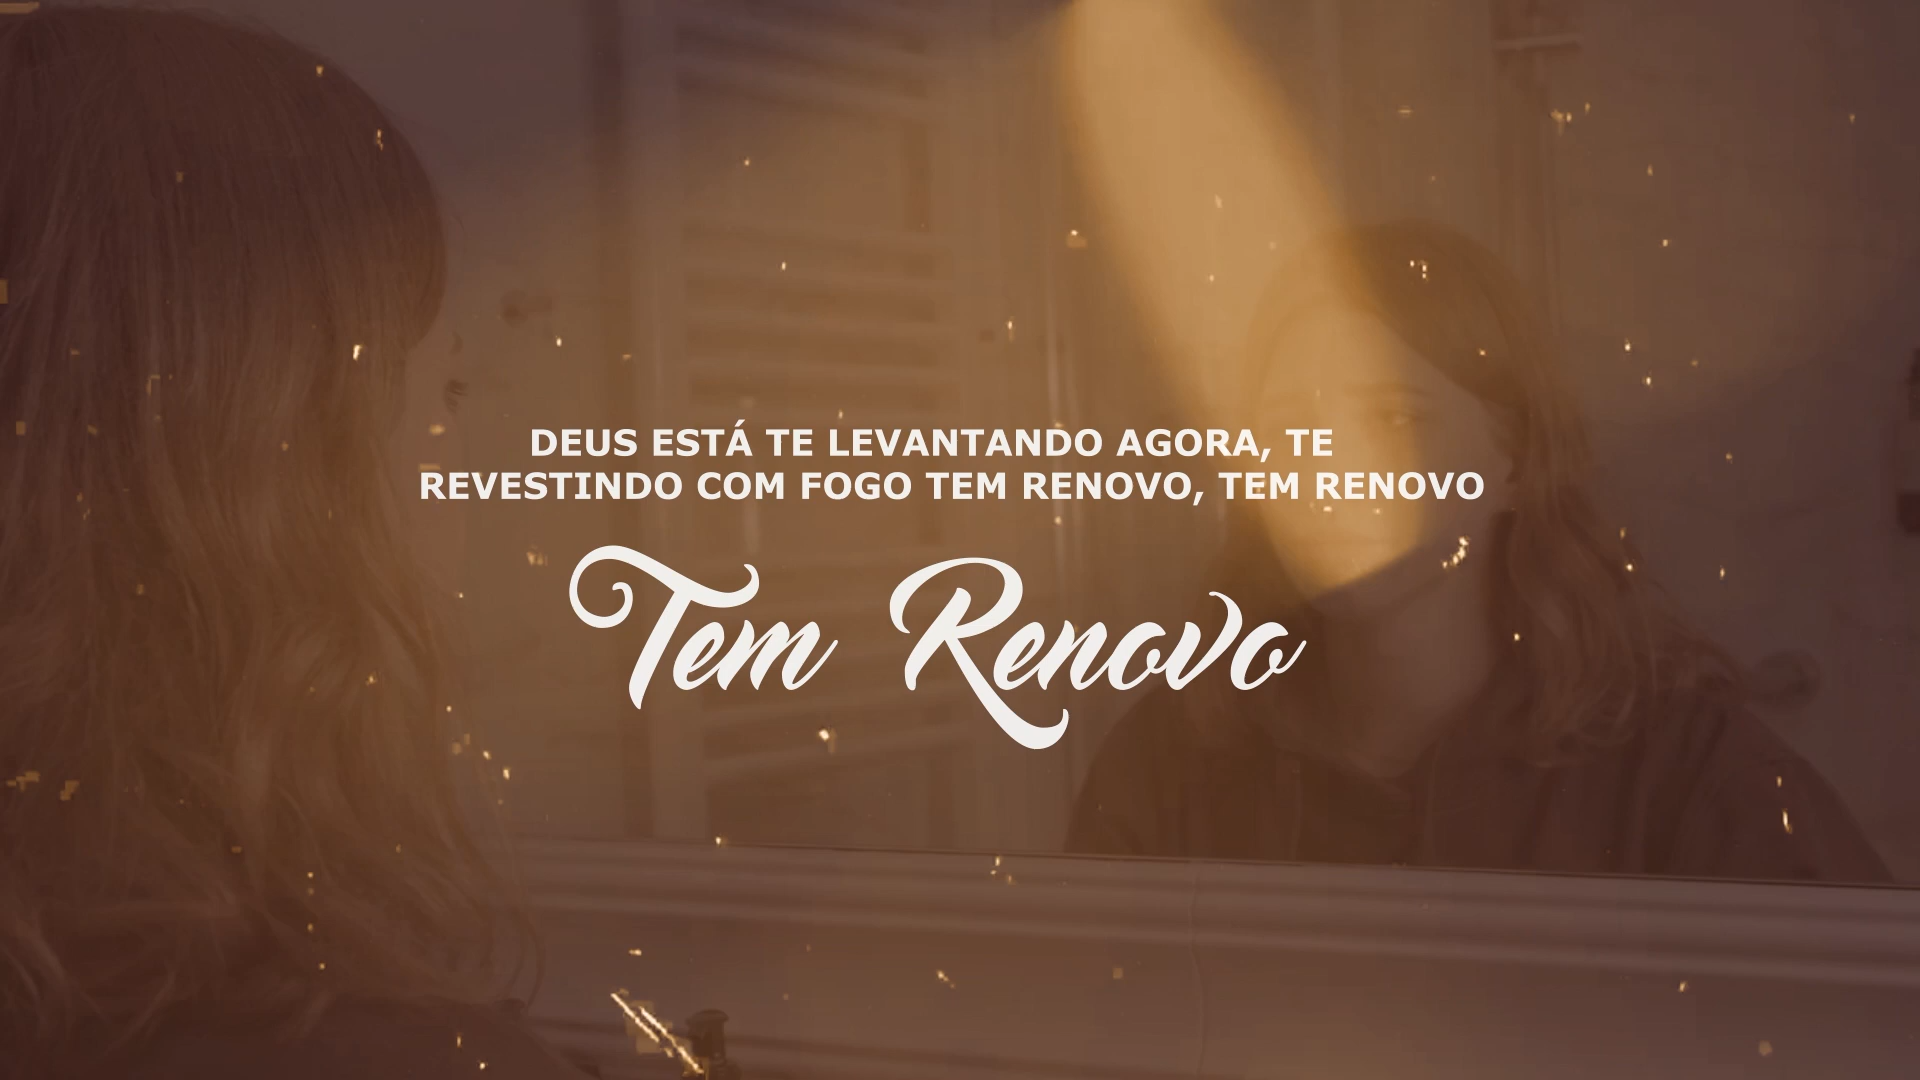 DEUS ESTÁ TE LEVANTANDO AGORA, TE
REVESTINDO COM FOGO TEM RENOVO, TEM RENOVO
Tem Renovo